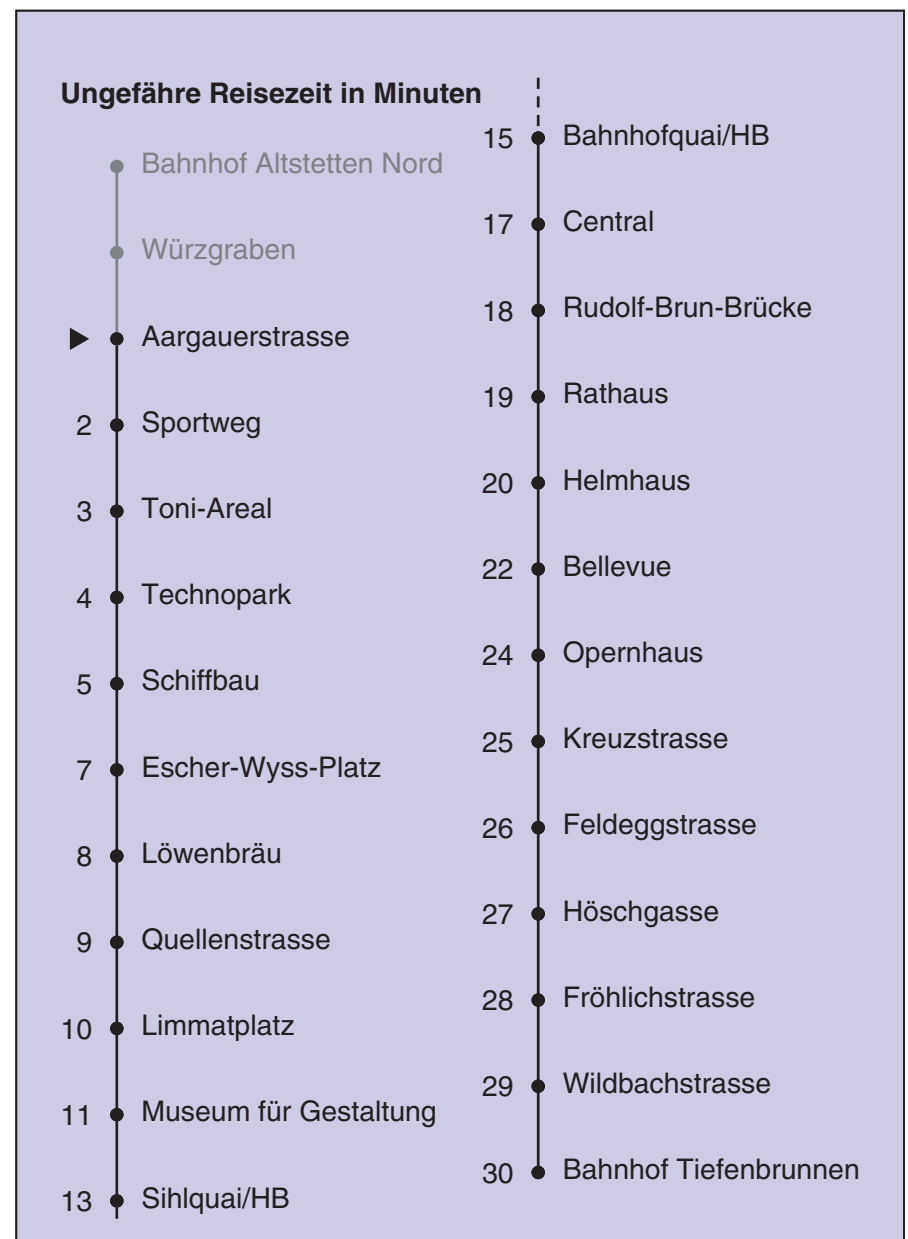 Ungefähre Reisezeit in Minuten
Bahnhof Altstetten Nord
Würzgraben
Aargauerstrasse
2 Sportweg
3 Toni-Areal
4 Technopark
5 Schiffbau
7 Escher-Wyss-Platz
8 Löwenbräu
9 Quellenstrasse
10 Limmatplatz
11 Museum für Gestaltung
13 Sihlquai/HB
15 Bahnhofquai/HB
17 Central
18 Rudolf-Brun-Brücke
19 Rathaus
20 Helmhaus
22 Bellevue
24 Opernhaus
25 Kreuzstrasse
26 Feldeggstrasse
27 Höschgasse
28 Fröhlichstrasse
29 Wildbachstrasse
30 Bahnhof Tiefenbrunnen